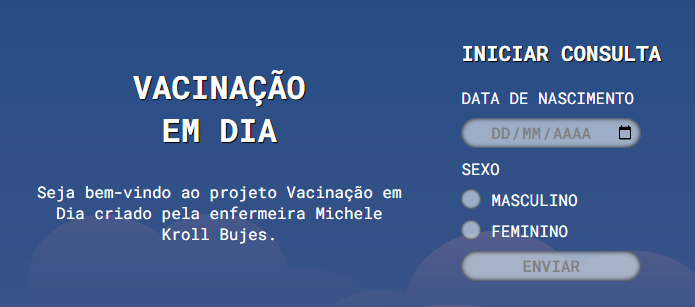 VACINAÇÃO
EM DIA
Seja bem-vindo ao projeto Vacinação em
Dia criado pela enfermeira Michele
Kroll Bujes.
INICIAR CONSULTA
DATA DE NASCIMENTO
DD/MM/AAAA
SEXO
MASCULINO
FEMININO
ENVIAR